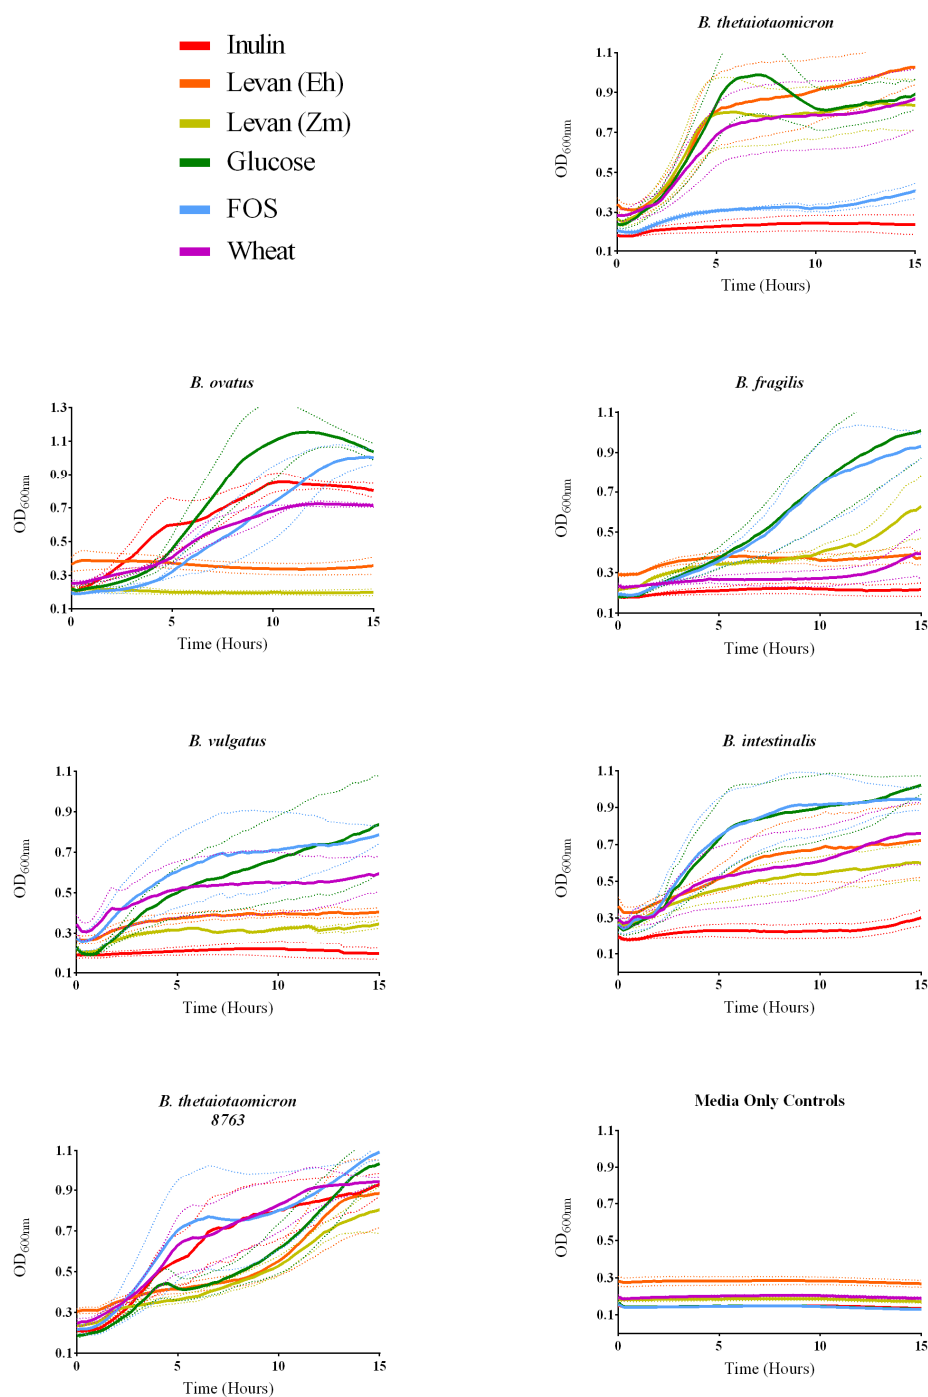 Inulin
Levan (Eh)
Levan (Zm)
Glucose
FOS
Wheat
B. thetaiotaomicron
1.1
0.9
0.7
0.5
0.3
0.1
OD600nm
0 5 10 15
Time (Hours)
B. ovatus
1.3
1.1
0.9
0.7
0.5
0.3
0.1
OD600nm
0 5 10 15
Time (Hours)
B. fragilis
1.1
0.9
0.7
0.5
0.3
0.1
OD600nm
0 5 10 15
Time (Hours)
B. vulgatus
1.1
0.9
0.7
0.5
0.3
0.1
OD600nm
0 5 10 15
Time (Hours)
B. intestinalis
1.1
0.9
0.7
0.5
0.3
0.1
OD600nm
0 5 10 15
Time (Hours)
B. thetaiotaomicron
8763
1.1
0.9
0.7
0.5
0.3
0.1
OD600nm
0 5 10 15
Time (Hours)
Media Only Controls
1.1
0.9
0.7
0.5
0.3
0.1
OD600nm
0 5 10 15
Time (Hours)